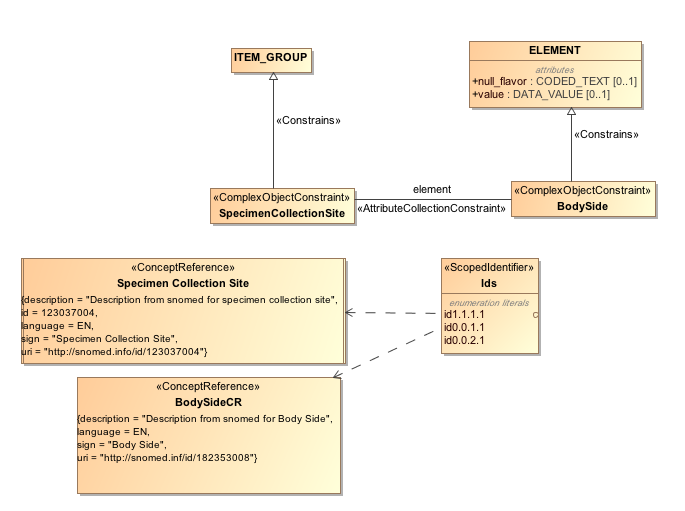 ITEM_GROUP
ELEMENT
attributes
+null_flavor : CODED_TEXT [0..1]
+value : DATA_VALUE [0..1]
«Constrains»
«Constrains»
«ComplexObjectConstraint»
SpecimenCollectionSite
element
«AttributeCollectionConstraint»
«ComplexObjectConstraint»
BodySide
«ConceptReference»
Specimen Collection Site
{description = "Description from snomed for specimen collection site",
id = 123037004,
language = EN,
sign = "Specimen Collection Site",
uri = "http://snomed.info/id/123037004"}
«ScopedIdentifier»
Ids
enumeration literals
id1.1.1.1
id0.0.1.1
id0.0.2.1
«ConceptReference»
BodySideCR
{description = "Description from snomed for Body Side",
language = EN,
sign = "Body Side",
uri = "http://snomed.inf/id/182353008"}